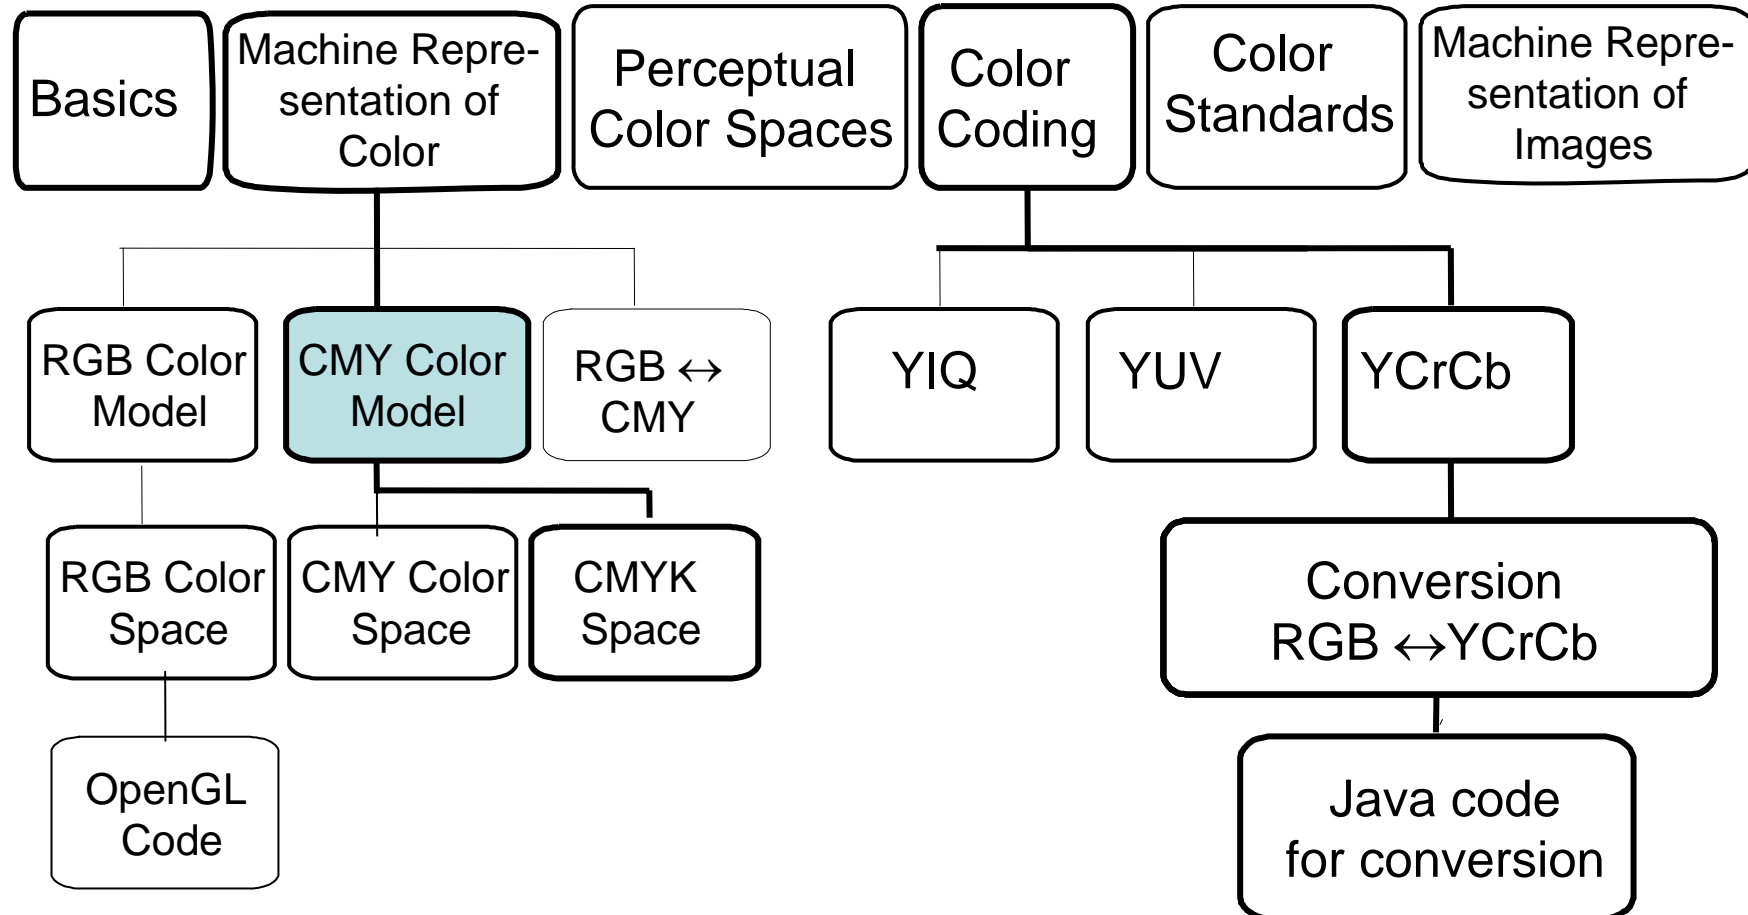 Basics
Machine Repre-
sentation of
Color
Perceptual
Color Spaces
Color
Coding
Color
Standards
Machine Repre-
sentation of
Images
RGB Color
Model
CMY Color
Model
RGB ↔
CMY
YIQ
YUV
YCrCb
RGB Color
Space
CMY Color
Space
CMYK
Space
Conversion
RGB ↔YCrCb
OpenGL
Code
Java code
for conversion